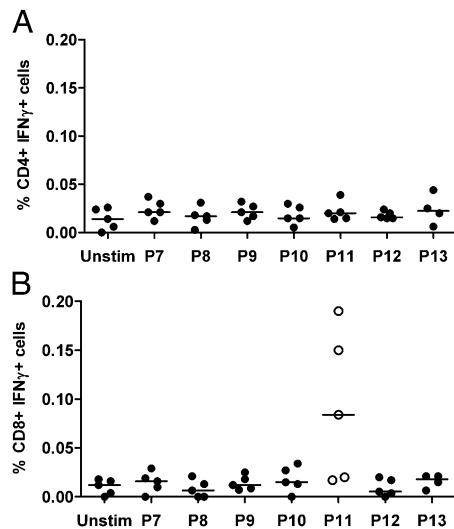 A
% CD4+ IFNγ+ cells
0.20
0.15
0.10
0.05
0.00
Unstim P7 P8 P9 P10 P11 P12 P13
B
% CD8+ IFNγ+ cells
0.20
0.15
0.10
0.05
0.00
Unstim P7 P8 P9 P10 P11 P12 P13